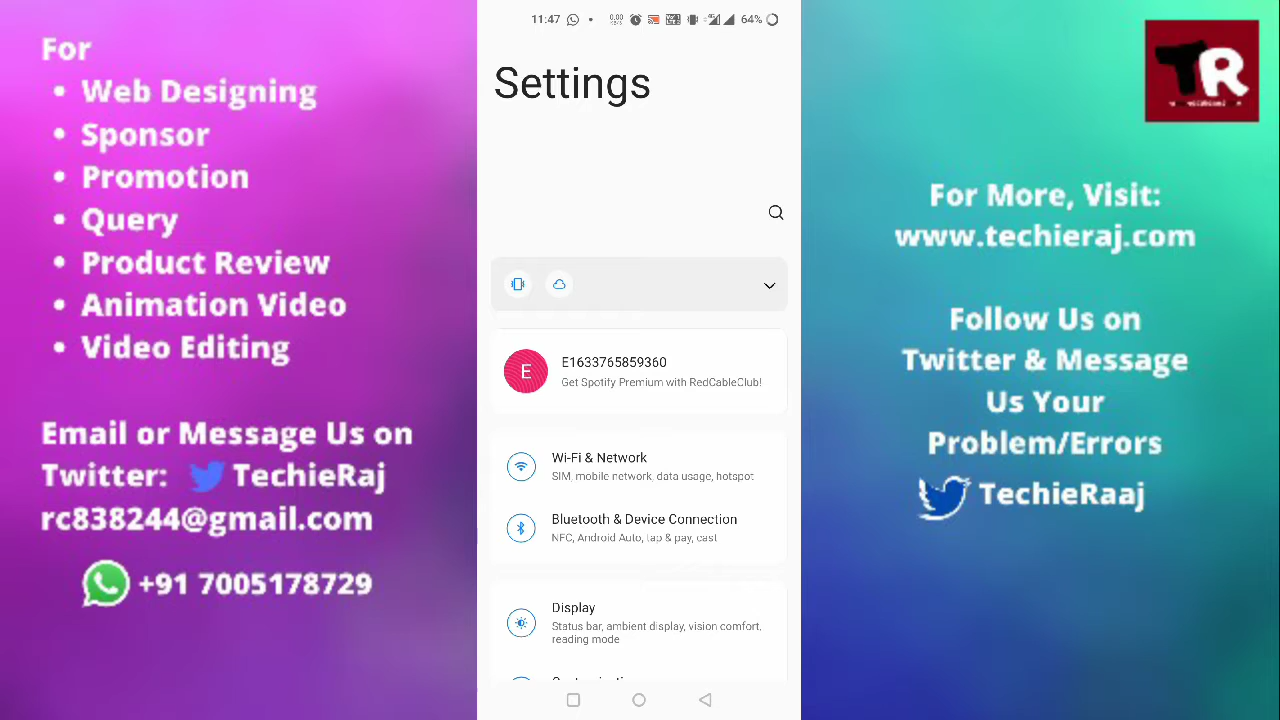 For
• Web Designing
• Sponsor
• Promotion
• Query
• Product Review
• Animation Video
• Video Editing
Email or Message Us on
Twitter: TechieRaj
rc838244@gmail.com
+91 7005178729
11:47
0.00
64%
Settings
E
E1633765859360
Get Spotify Premium with RedCableClub!
Wi-Fi & Network
SIM, mobile network, data usage, hotspot
Bluetooth & Device Connection
NFC, Android Auto, tap & pay, cast
Display
Status bar, ambient display, vision comfort,
reading mode
TR
For More, Visit:
www.techieraj.com
Follow Us on
Twitter & Message
Us Your
Problem/Errors
TechieRaaj